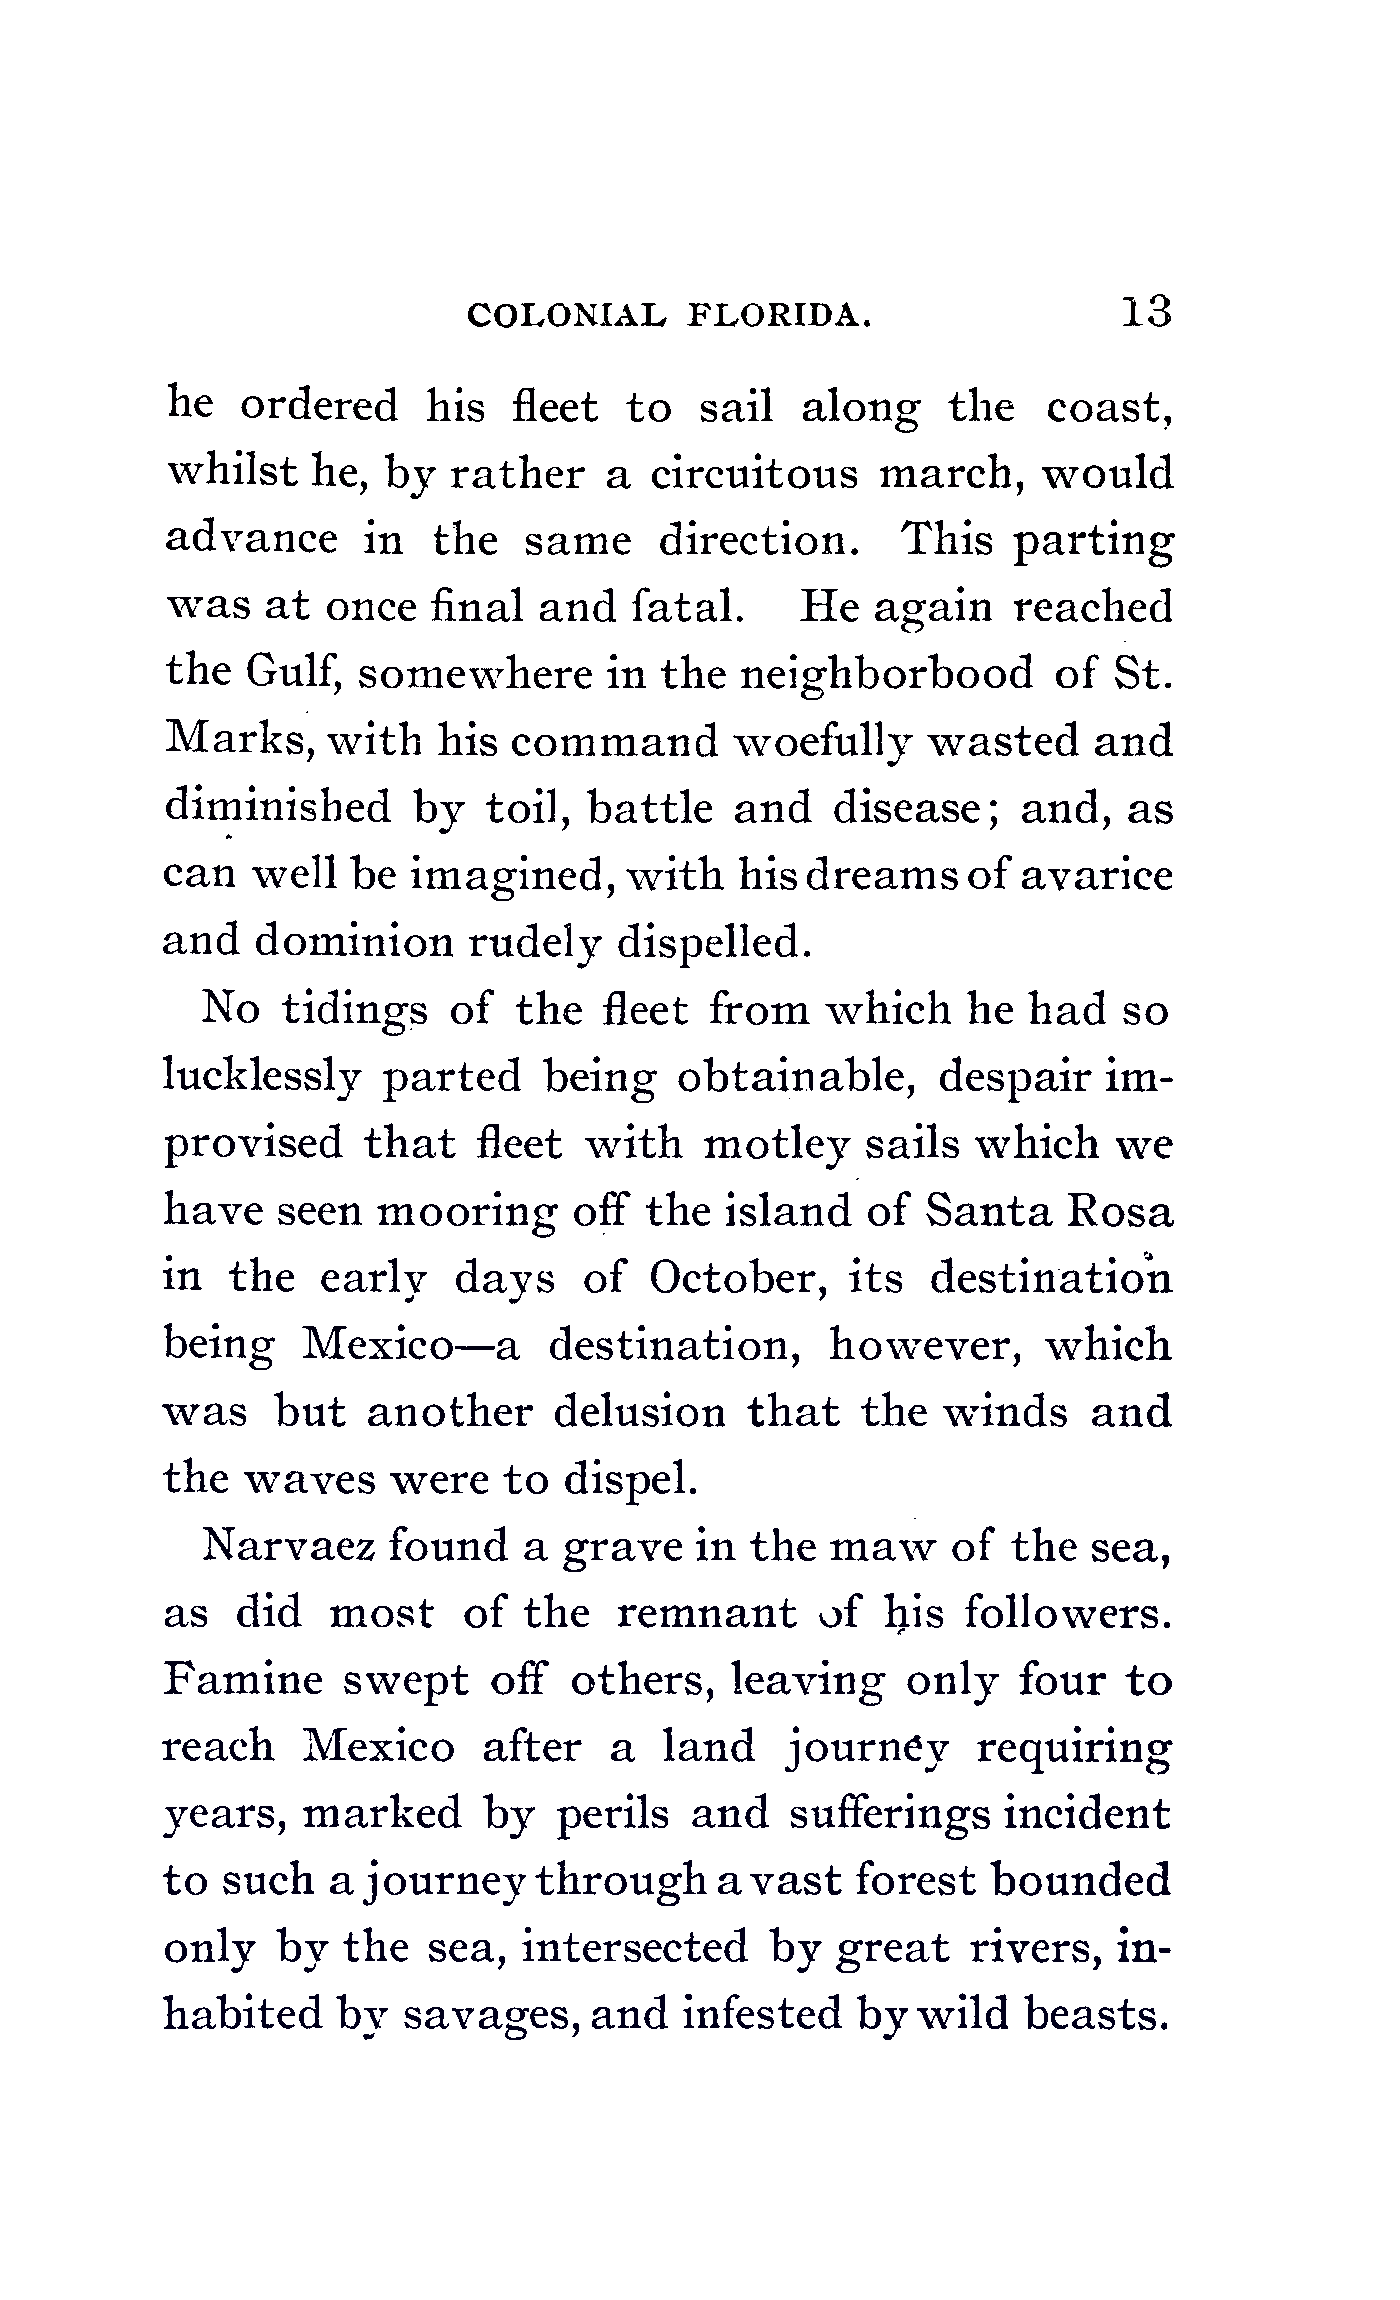 COLONIAL FLORIDA. 13
he ordered his fleet to sail along the coast,
whilst he, by rather a circuitous march, would
advance in the same direction. This parting
was at once final and fatal. He again reached
the Gulf, somewhere in the neighborbood of St.
Marks, with his command woefully wasted and
diminished by toil, battle and disease; and, as
can well be imagined, with his dreams of avarice
and dominion rudely dispelled.
No tidings of the fleet from which he had so
lucklessly parted being obtainable, despair im-
provised that fleet with motley sails which we
have seen mooring off the island of Santa Rosa
in the early days of October, its destination
being Mexico—a destination, however, which
was but another delusion that the winds and
the waves were to dispel.
Narvaez found a grave in the maw of the sea,
as did most of the remnant of his followers.
Famine swept off others, leaving only four to
reach Mexico after a land journey requiring
years, marked by perils and sufferings incident
to such a journey through a vast forest bounded
only by the sea, intersected by great rivers, in-
habited by savages, and infested by wild beasts.